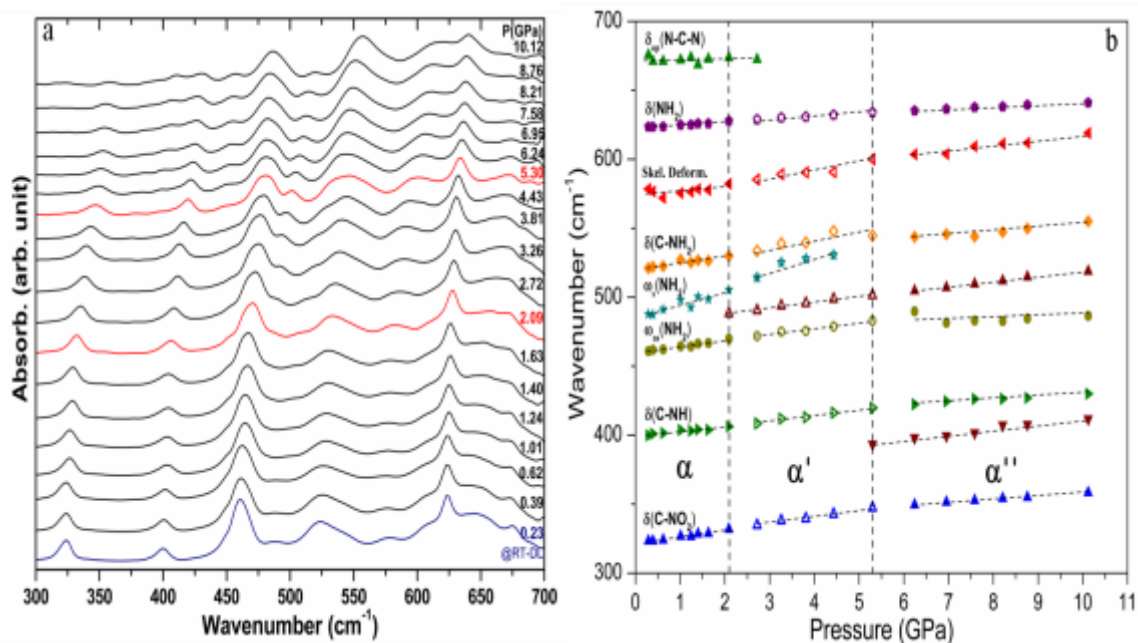 a
P(GPa)
10.12
8.76
8.21
7.58
6.95
6.24
5.30
4.43
3.81
3.26
2.72
2.09
1.63
1.40
1.24
1.01
0.62
0.39
0.23
@RT-DC
Absorb. (arb. unit)
300 350 400 450 500 550 600 650 700
Wavenumber (cm⁻¹)
b
700
600
500
400
300
Wavenumber (cm⁻¹)
(N-C-N)
δ(NH₂)
Skel. Deform.
δ(C-NH₂)
(NH₂)
(NH₂)
δ(C-NH)
δ(C-NO₂)
α α' α''
0 1 2 3 4 5 6 7 8 9 10 11
Pressure (GPa)